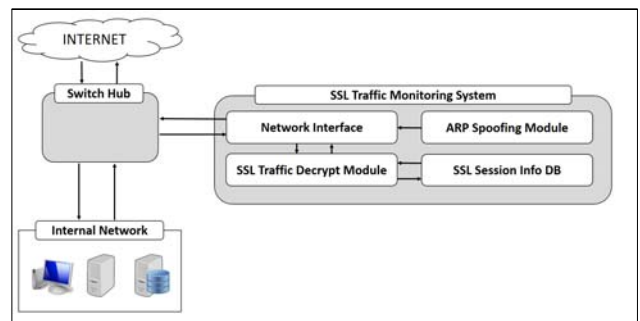 INTERNET
Switch Hub
SSL Traffic Monitoring System
Network Interface
ARP Spoofing Module
SSL Traffic Decrypt Module
SSL Session Info DB
Internal Network